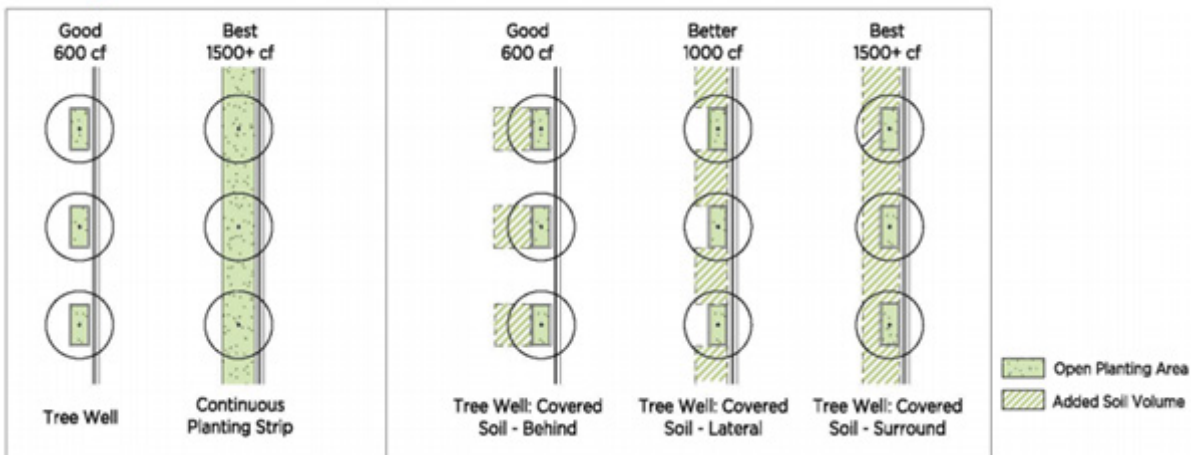 Good
600 cf
Best
1500+ cf
Good
600 cf
Better
1000 cf
Best
1500+ cf
Tree Well
Continuous
Planting Strip
Tree Well: Covered
Soil - Behind
Tree Well: Covered
Soil - Lateral
Tree Well: Covered
Soil - Surround
Open Planting Area
Added Soil Volume